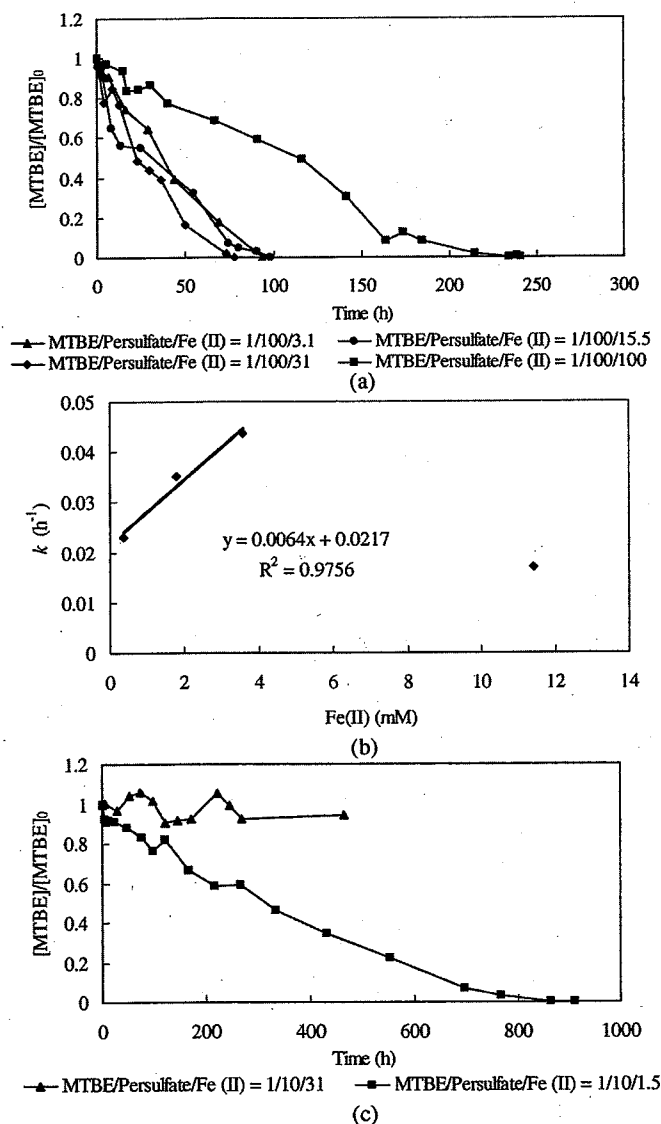 1.2
1
0.8
0.6
0.4
0.2
0
[MTBE]/[MTBE]0
0 50 100 150 200 250 300
Time (h)
MTBE/Persulfate/Fe (II) = 1/100/3.1 MTBE/Persulfate/Fe (II) = 1/100/15.5
MTBE/Persulfate/Fe (II) = 1/100/31 MTBE/Persulfate/Fe (II) = 1/100/100
(a)
0.05
0.04
0.03
0.02
0.01
0
k (h-1)
y = 0.0064x + 0.0217
R2 = 0.9756
0 2 4 6 8 10 12 14
Fe(II) (mM)
(b)
1.2
1
0.8
0.6
0.4
0.2
0
[MTBE]/[MTBE]0
0 200 400 600 800 1000
Time (h)
MTBE/Persulfate/Fe (II) = 1/10/31 MTBE/Persulfate/Fe (II) = 1/10/1.5
(c)